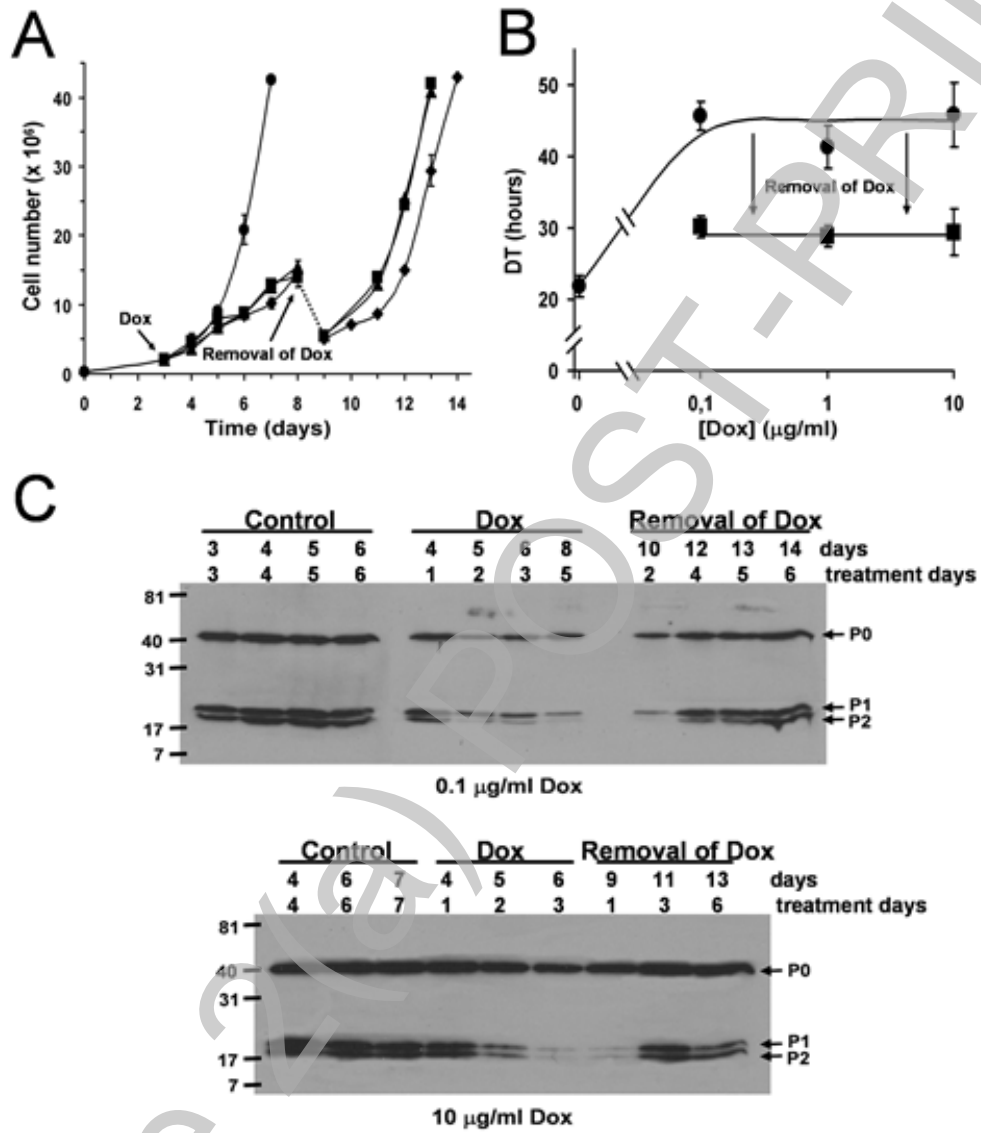 A
Cell number (x 10⁶)
40
30
20
10
0
Dox
Removal of Dox
0 2 4 6 8 10 12 14
Time (days)
B
DT (hours)
50
40
30
20
0
Removal of Dox
0 0,1 1 10
[Dox] (μg/ml)
C
Control Dox Removal of Dox
3 4 5 6 4 5 6 8 10 12 13 14 days
3 4 5 6 1 2 3 5 2 4 5 6 treatment days
81
40
31
17
7
P0
P1
P2
0.1 μg/ml Dox
Control Dox Removal of Dox
4 6 7 4 5 6 9 11 13 days
4 6 7 1 2 3 1 3 6 treatment days
81
40
31
17
7
P0
P1
P2
10 μg/ml Dox
2(a) POST-PRI